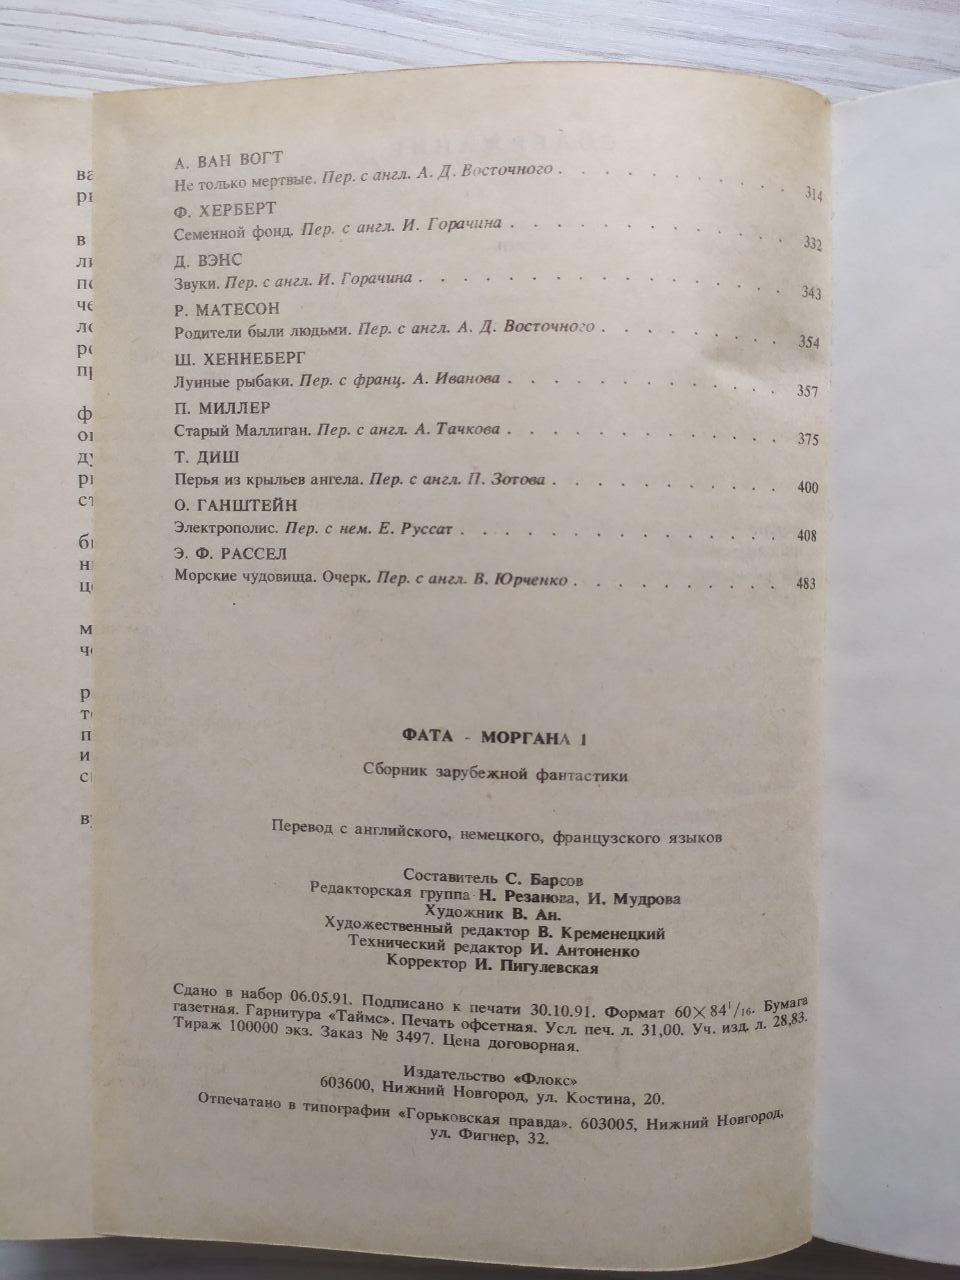 А. ВАН ВОГТ
Не только мертвые. Пер. с англ. А. Д. Восточного . . . . . . . . . 314
Ф. ХЕРБЕРТ
Семенной фонд. Пер. с англ. И. Горачина . . . . . . . . . . . 332
Д. ВЭНС
Звуки. Пер. с англ. И. Горачина . . . . . . . . . . . . . . 343
Р. МАТЕСОН
Родители были людьми. Пер. с англ. А. Д. Восточного . . . . . . . . 354
Ш. ХЕННЕБЕРГ
Лунные рыбаки. Пер. с франц. А. Иванова . . . . . . . . . . . 357
П. МИЛЛЕР
Старый Маллиган. Пер. с англ. А. Тачкова . . . . . . . . . . . 375
Т. ДИШ
Перья из крыльев ангела. Пер. с англ. П. Зотова . . . . . . . . . 400
О. ГАНШТЕЙН
Электрополис. Пер. с нем. Е. Руссат . . . . . . . . . . . . 408
Э. Ф. РАССЕЛ
Морские чудовища. Очерк. Пер. с англ. В. Юрченко . . . . . . . . 483
ФАТА - МОРГАНА 1
Сборник зарубежной фантастики
Перевод с английского, немецкого, французского языков
Составитель С. Барсов
Редакторская группа Н. Резанова, И. Мудрова
Художник В. Ан.
Художественный редактор В. Кременецкий
Технический редактор И. Антоненко
Корректор И. Пигулевская
Сдано в набор 06.05.91. Подписано к печати 30.10.91. Формат 60×84¹/₁₆. Бумага
газетная. Гарнитура «Таймс». Печать офсетная. Усл. печ. л. 31,00. Уч. изд. л. 28,83.
Тираж 100000 экз. Заказ № 3497. Цена договорная.
Издательство «Флокс»
603600, Нижний Новгород, ул. Костина, 20.
Отпечатано в типографии «Горьковская правда». 603005, Нижний Новгород,
ул. Фигнер, 32.